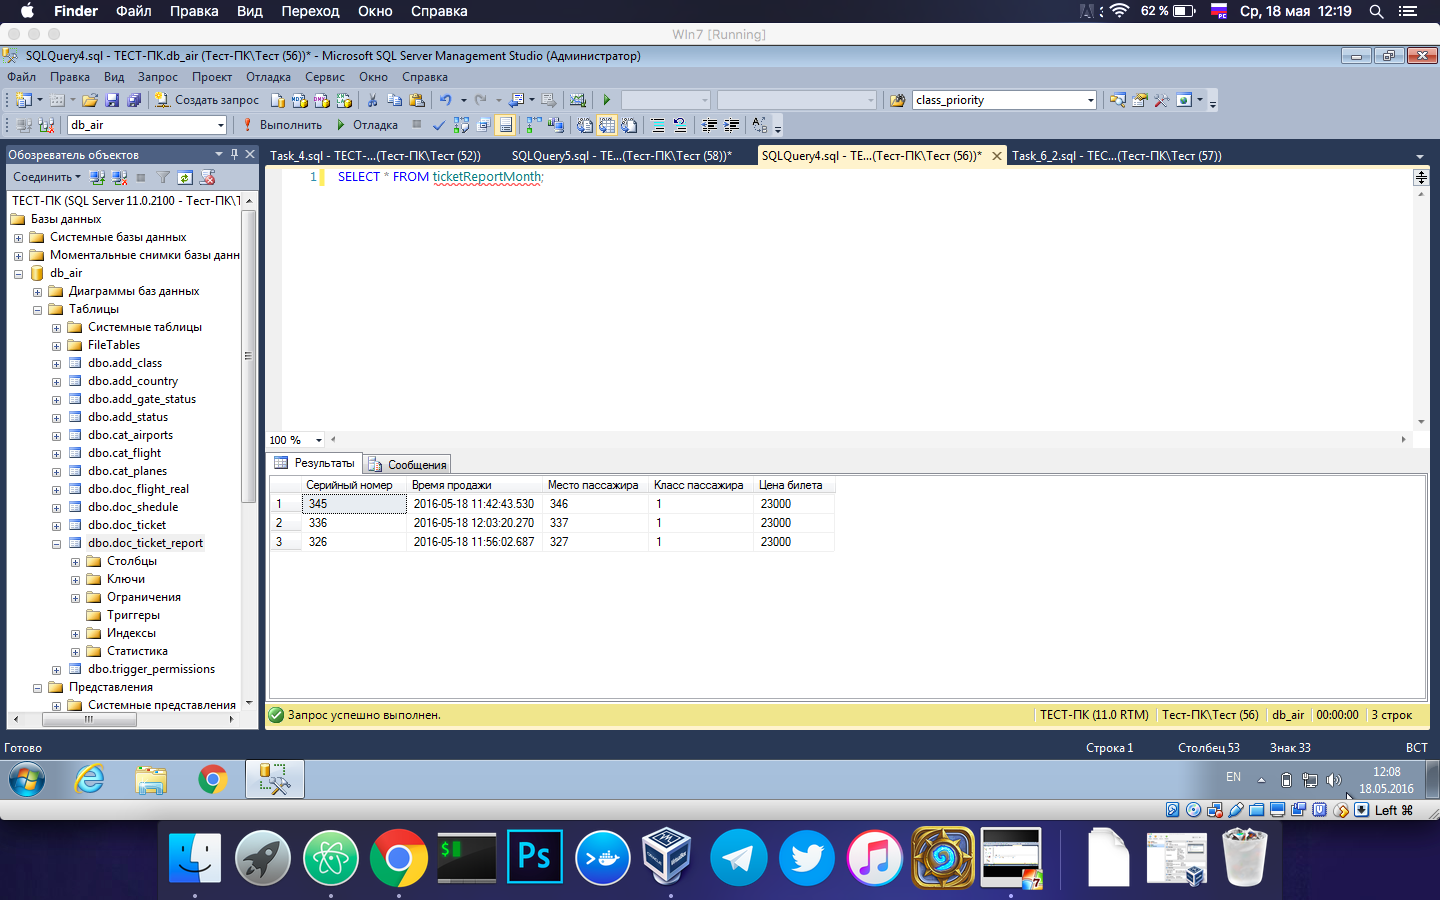 Finder Файл Правка Вид Переход Окно Справка 62 % РС Ср, 18 мая 12:19
Win7 [Running]
SQLQuery4.sql - ТЕСТ-ПК.db_air (Тест-ПК\Тест (56))* - Microsoft SQL Server Management Studio (Администратор)
Файл Правка Вид Запрос Проект Отладка Сервис Окно Справка
Создать запрос class_priority
db_air Выполнить Отладка
Обозреватель объектов
Task_4.sql - ТЕСТ-...(Тест-ПК\Тест (52)) SQLQuery5.sql - ТЕ...(Тест-ПК\Тест (58))* SQLQuery4.sql - ТЕ...(Тест-ПК\Тест (56))* Task_6_2.sql - ТЕС...(Тест-ПК\Тест (57))
Соединить
1 SELECT * FROM ticketReportMonth;
ТЕСТ-ПК (SQL Server 11.0.2100 - Тест-ПК\Т
Базы данных
Системные базы данных
Моментальные снимки базы данн
db_air
Диаграммы баз данных
Таблицы
Системные таблицы
FileTables
dbo.add_class
dbo.add_country
dbo.add_gate_status
dbo.add_status
dbo.cat_airports
dbo.cat_flight
dbo.cat_planes
dbo.doc_flight_real
dbo.doc_shedule
dbo.doc_ticket
dbo.doc_ticket_report
Столбцы
Ключи
Ограничения
Триггеры
Индексы
Статистика
dbo.trigger_permissions
Представления
Системные представления
100 %
Результаты Сообщения
Серийный номер Время продажи Место пассажира Класс пассажира Цена билета
1 345 2016-05-18 11:42:43.530 346 1 23000
2 336 2016-05-18 12:03:20.270 337 1 23000
3 326 2016-05-18 11:56:02.687 327 1 23000
Запрос успешно выполнен. ТЕСТ-ПК (11.0 RTM) Тест-ПК\Тест (56) db_air 00:00:00 3 строк
Готово Строка 1 Столбец 53 Знак 33 ВСТ
EN 12:08
18.05.2016
Left ⌘
$
Ps
7